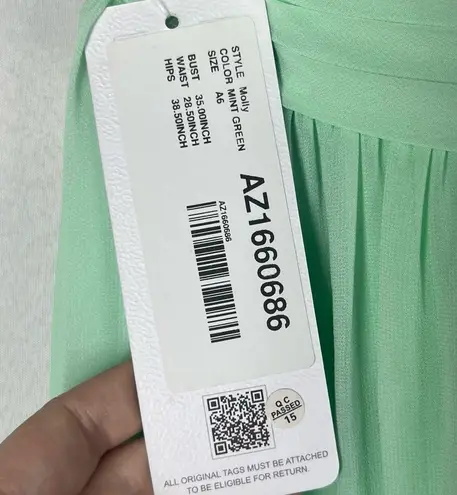 STYLE Molly
COLOR MINT GREEN
SIZE A6
BUST 35.00INCH
WAIST 28.50INCH
HIPS 38.50INCH
AZ1660686
AZ1660686
QC
PASSED
15
ALL ORIGINAL TAGS MUST BE ATTACHED
TO BE ELIGIBLE FOR RETURN.